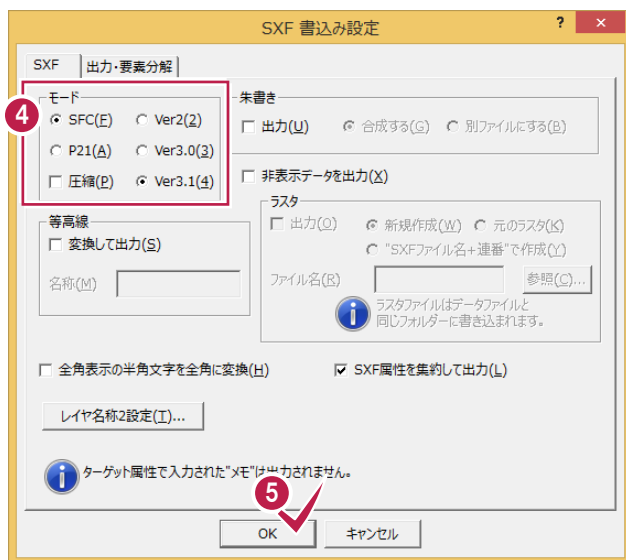 SXF 書込み設定
? ×
SXF 出力・要素分解
4
モード
SFC(F) Ver2(2)
P21(A) Ver3.0(3)
圧縮(P) Ver3.1(4)
朱書き
出力(U) 合成する(G) 別ファイルにする(B)
非表示データを出力(X)
等高線
変換して出力(S)
名称(M)
ラスタ
出力(O) 新規作成(W) 元のラスタ(K)
"SXFファイル名+連番"で作成(Y)
ファイル名(R) 参照(C)...
ラスタファイルはデータファイルと
同じフォルダーに書き込まれます。
全角表示の半角文字を全角に変換(H) SXF属性を集約して出力(L)
レイヤ名称2設定(T)...
ターゲット属性で入力された"メモ"は出力されません。
5
OK キャンセル